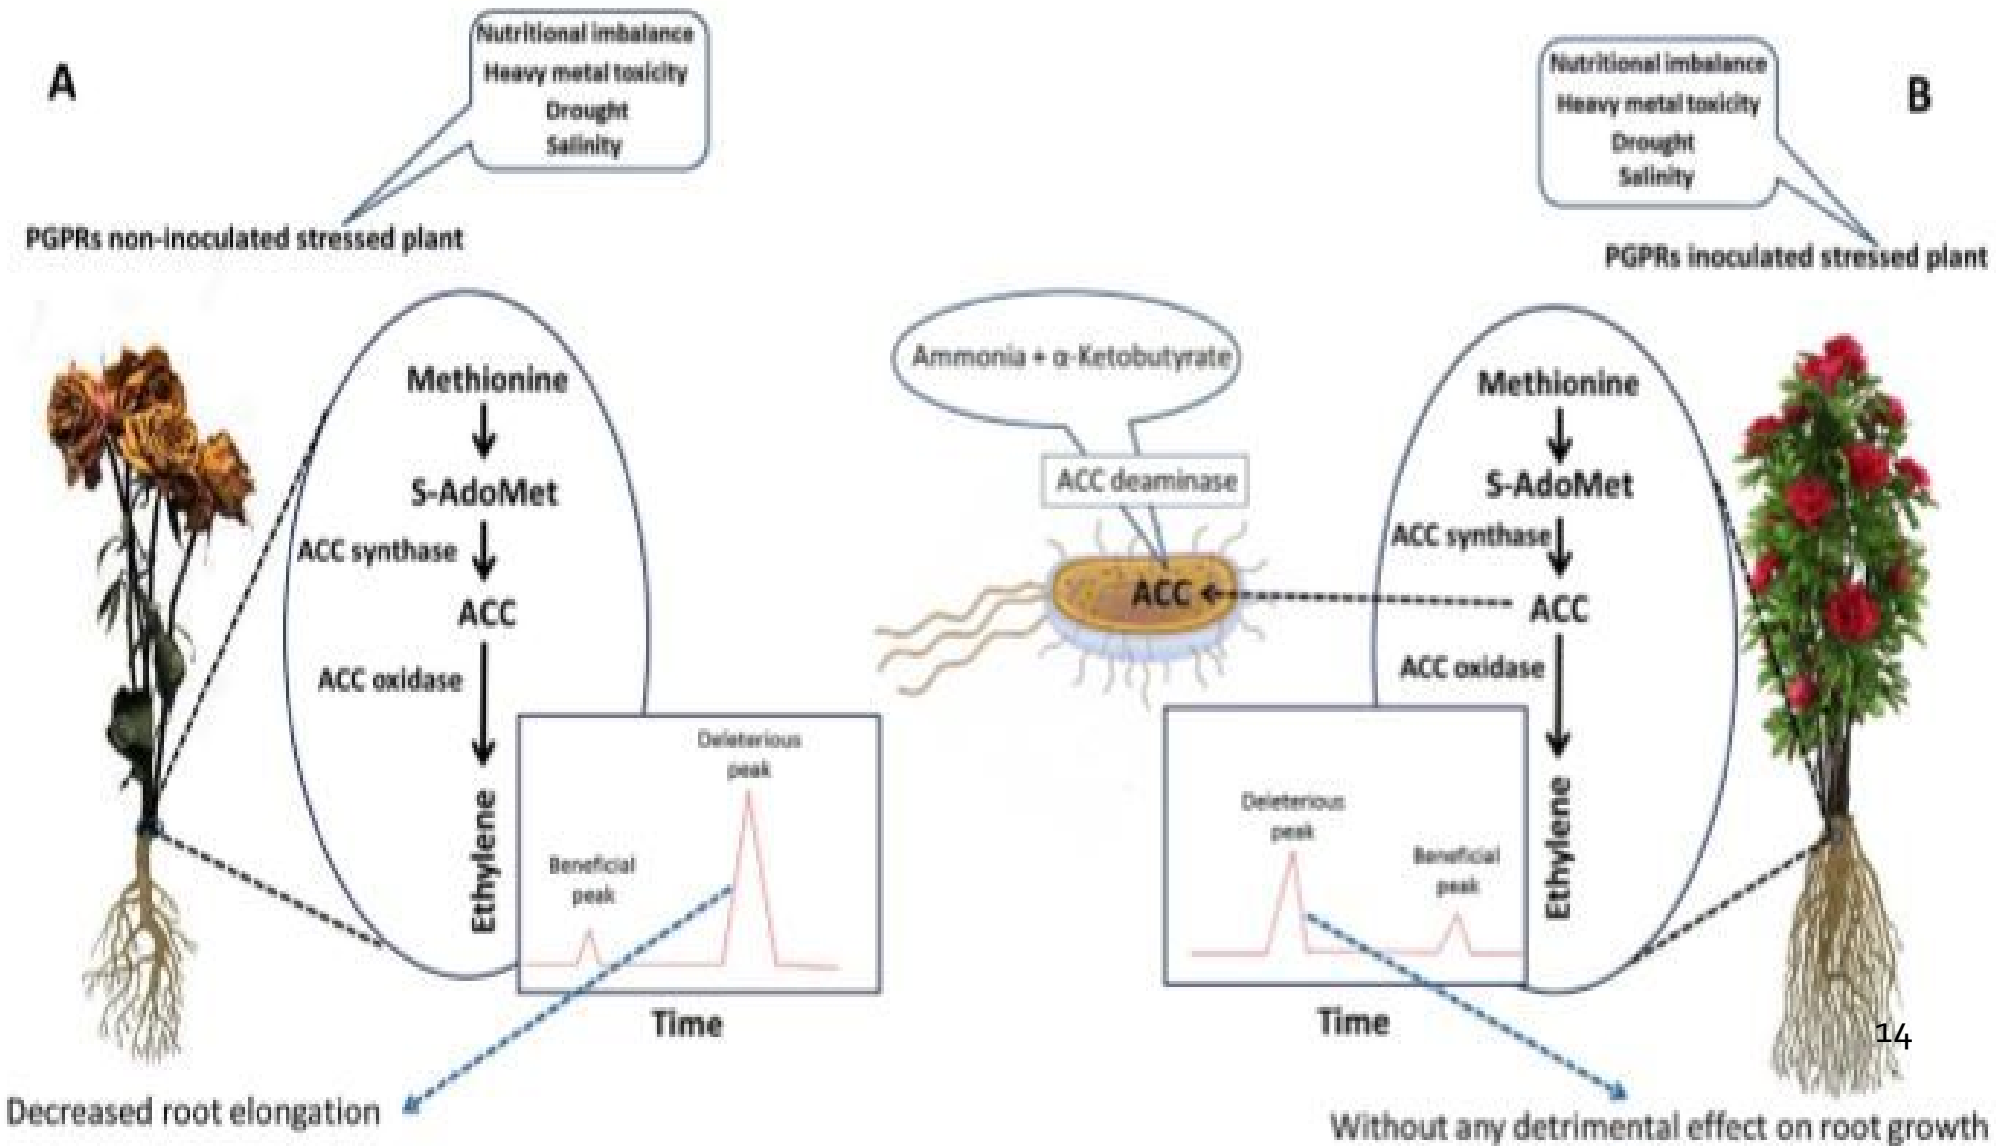 A
Nutritional imbalance
Heavy metal toxicity
Drought
Salinity
PGPRs non-inoculated stressed plant
Methionine
S-AdoMet
ACC synthase
ACC
ACC oxidase
Ethylene
Beneficial
peak
Deleterious
peak
Time
Decreased root elongation
Ammonia + α-Ketobutyrate
ACC deaminase
ACC
B
Nutritional imbalance
Heavy metal toxicity
Drought
Salinity
PGPRs inoculated stressed plant
Methionine
S-AdoMet
ACC synthase
ACC
ACC oxidase
Ethylene
Deleterious
peak
Beneficial
peak
Time
14
Without any detrimental effect on root growth